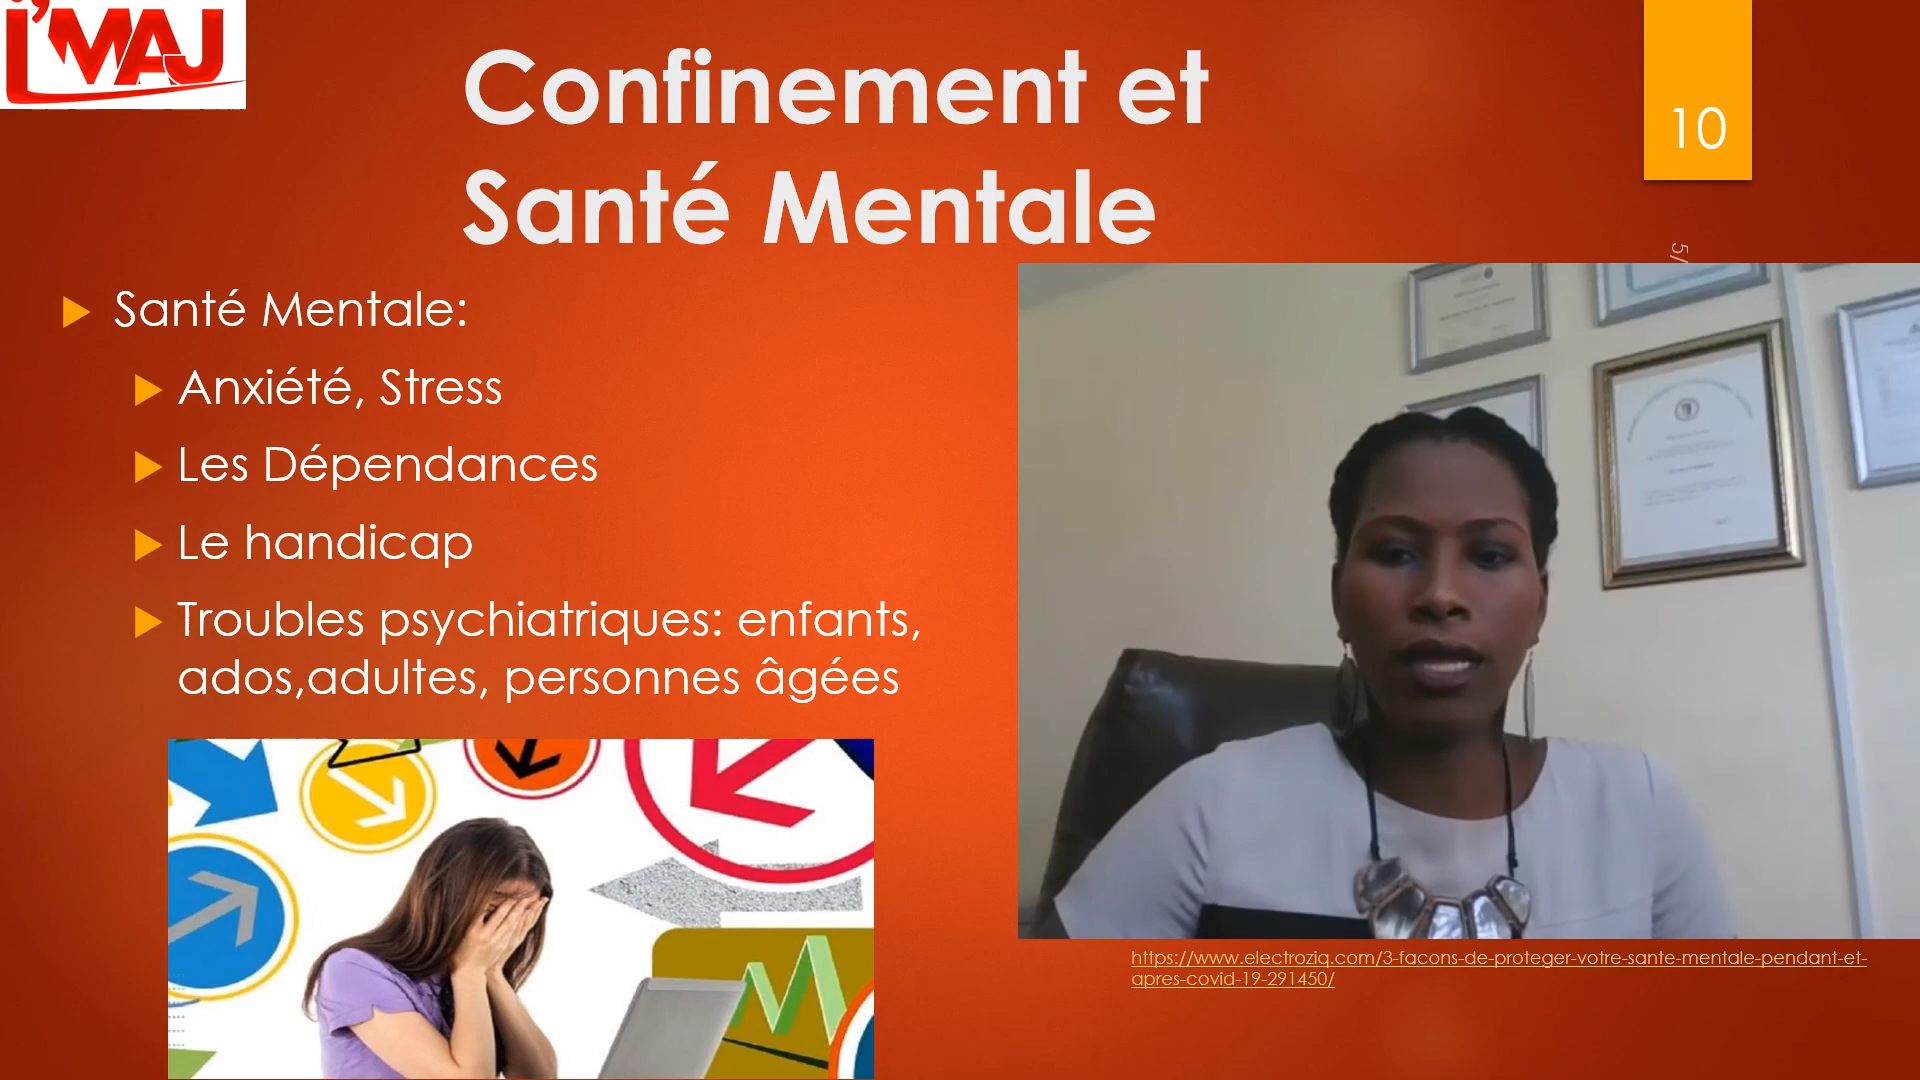 L'MAJ
Confinement et
Santé Mentale
10
5/
Santé Mentale:
Anxiété, Stress
Les Dépendances
Le handicap
Troubles psychiatriques: enfants,
ados,adultes, personnes âgées
https://www.electroziq.com/3-facons-de-proteger-votre-sante-mentale-pendant-et-
apres-covid-19-291450/